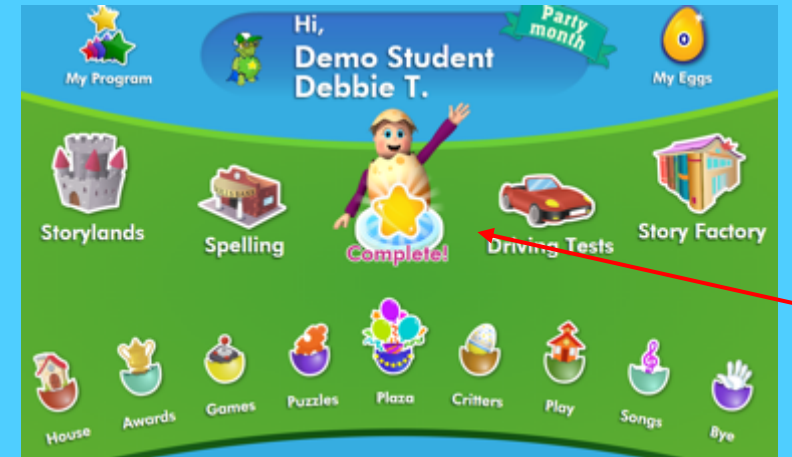 Hi,
Demo Student
Debbie T.
Party
month
My Program
My Eggs
Storylands
Spelling
Complete!
Driving Tests
Story Factory
House
Awards
Games
Puzzles
Plaza
Critters
Play
Songs
Bye